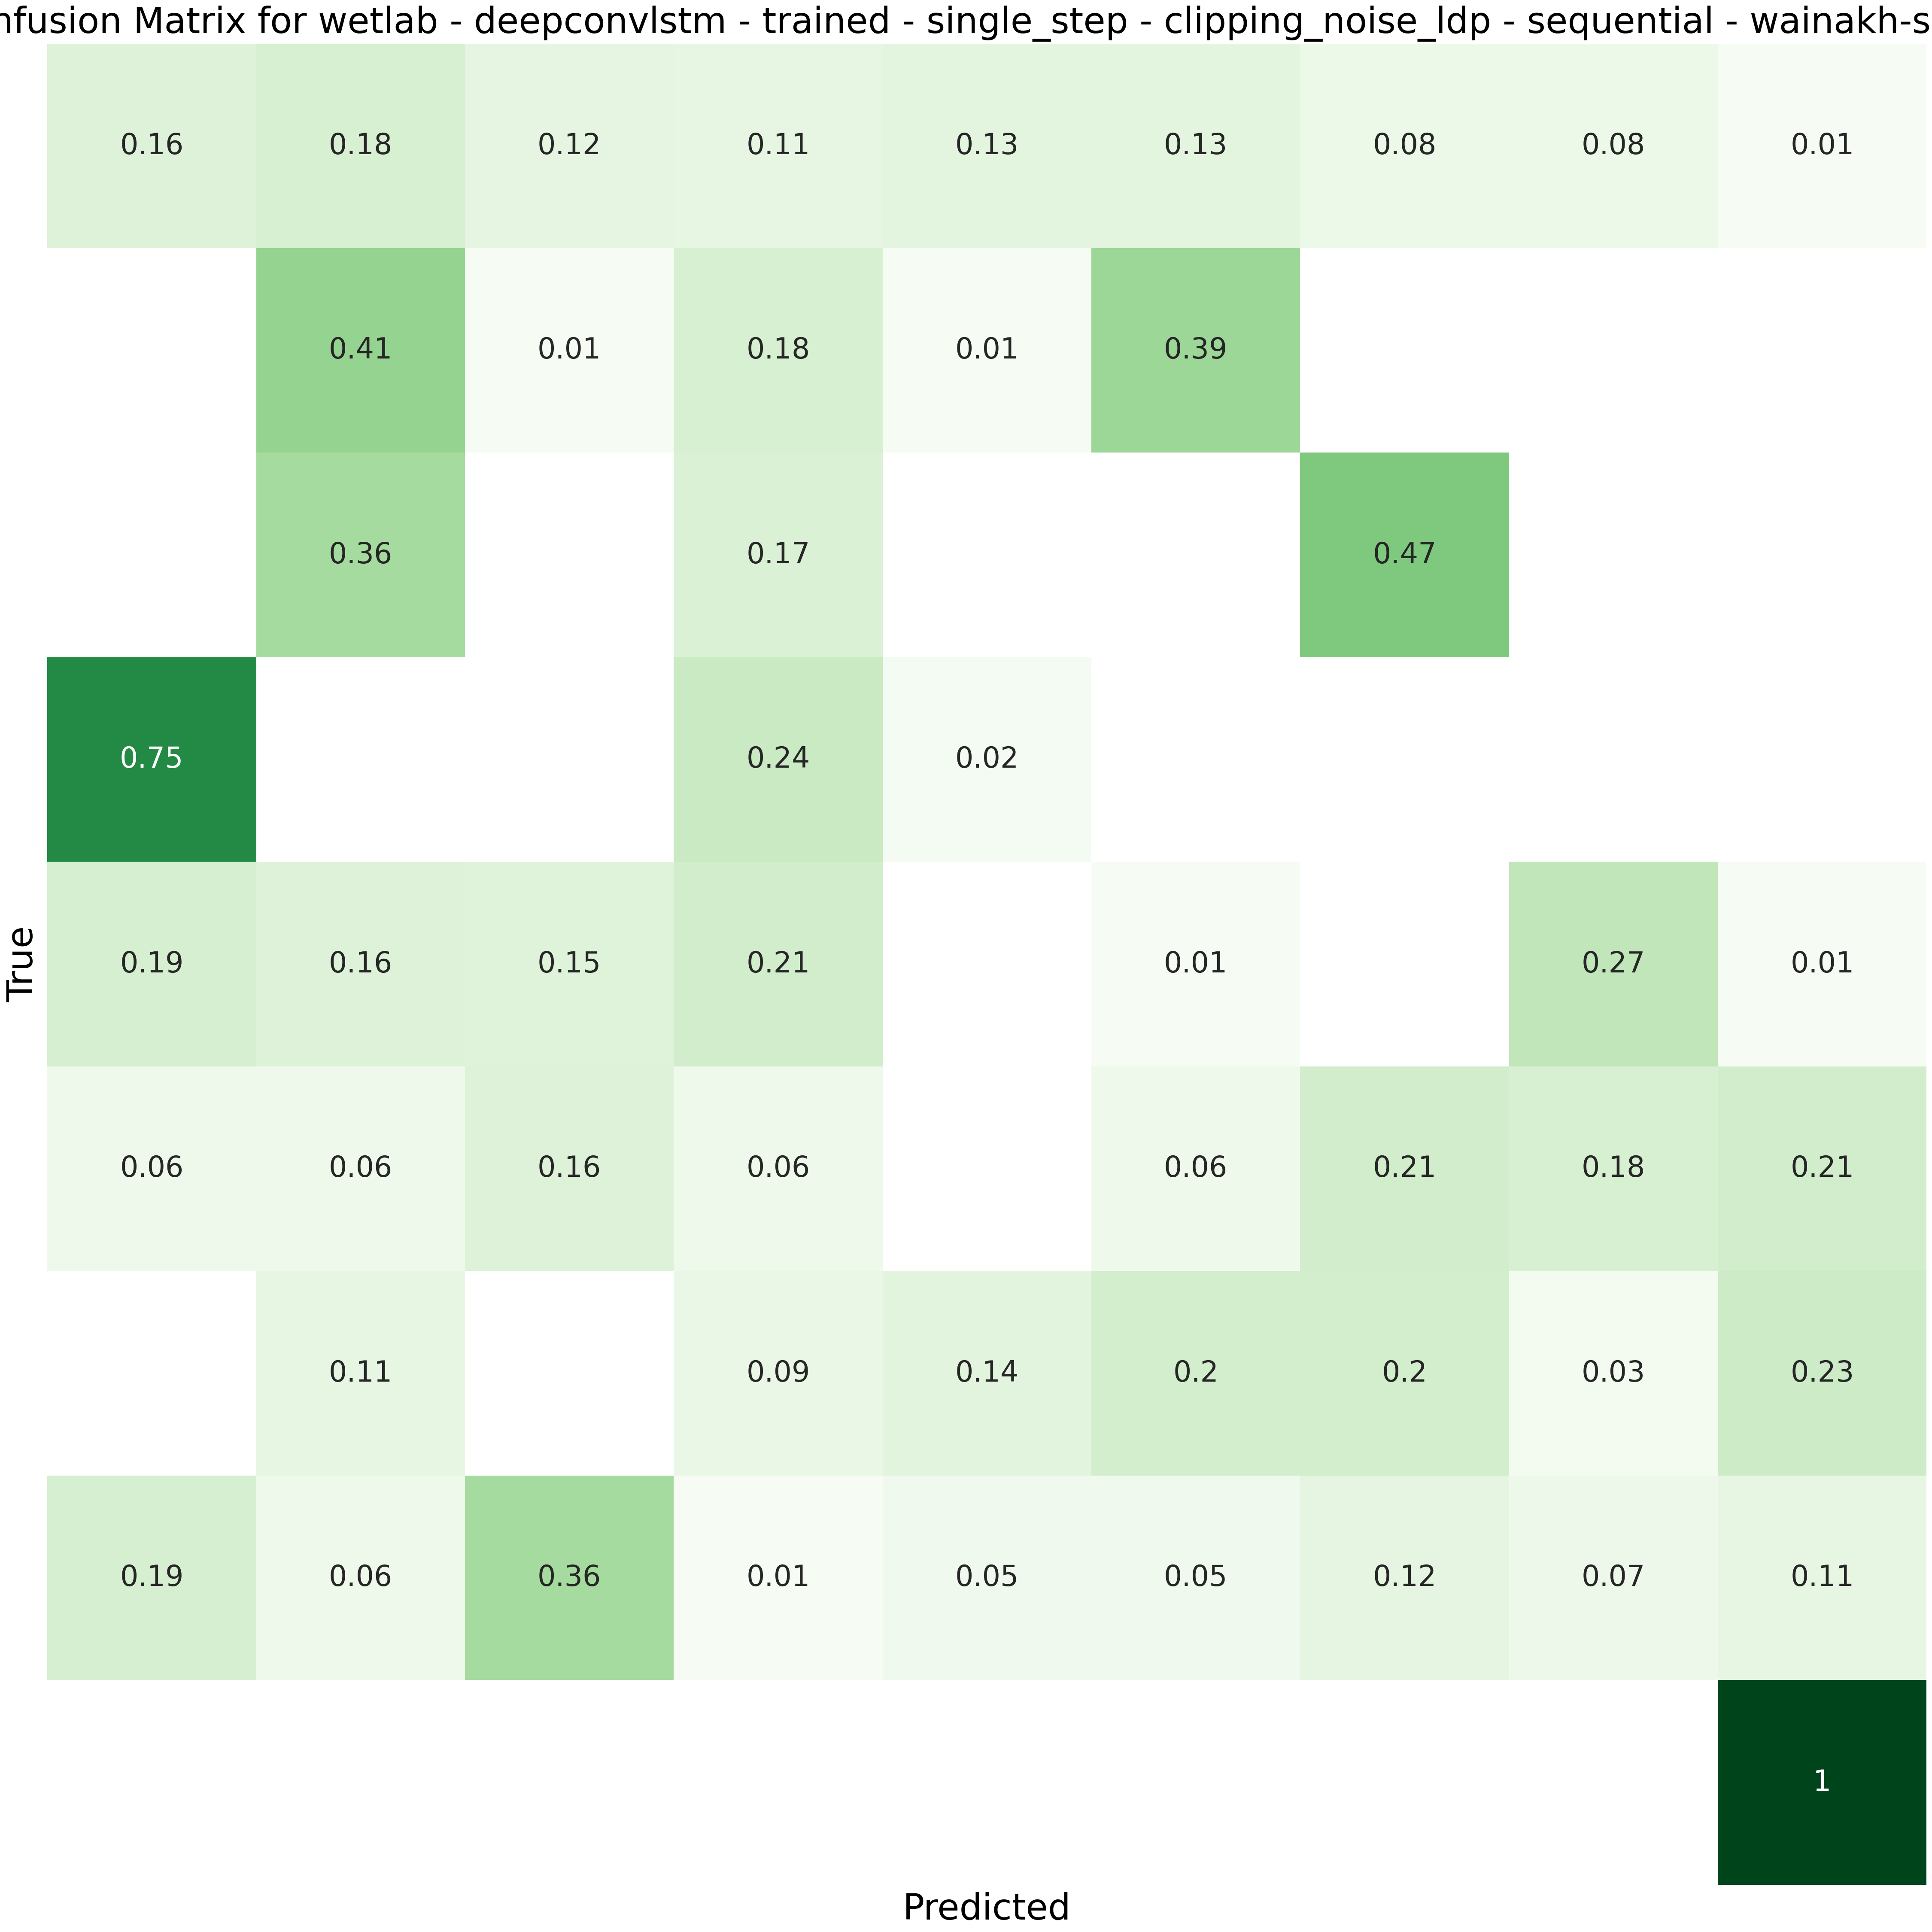 nfusion Matrix for wetlab - deepconvlstm - trained - single_step - clipping_noise_ldp - sequential - wainakh-s
0.16 0.18 0.12 0.11 0.13 0.13 0.08 0.08 0.01
0.41 0.01 0.18 0.01 0.39
0.36 0.17 0.47
0.75 0.24 0.02
0.19 0.16 0.15 0.21 0.01 0.27 0.01
0.06 0.06 0.16 0.06 0.06 0.21 0.18 0.21
0.11 0.09 0.14 0.2 0.2 0.03 0.23
0.19 0.06 0.36 0.01 0.05 0.05 0.12 0.07 0.11
1
True
Predicted